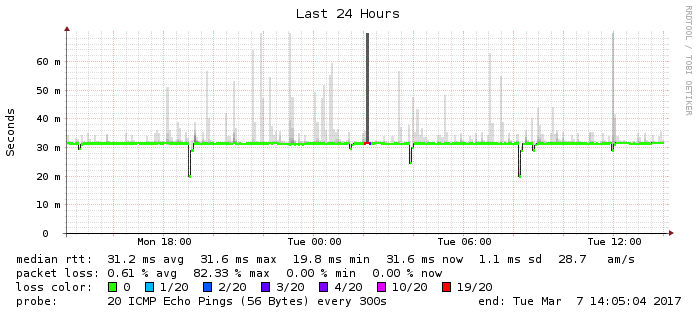 Last 24 Hours
RRDTOOL / TOBI OETIKER
Seconds
60 m
50 m
40 m
30 m
20 m
10 m
0
Mon 18:00 Tue 00:00 Tue 06:00 Tue 12:00
median rtt: 31.2 ms avg 31.6 ms max 19.8 ms min 31.6 ms now 1.1 ms sd 28.7 am/s
packet loss: 0.61 % avg 82.33 % max 0.00 % min 0.00 % now
loss color: 0 1/20 2/20 3/20 4/20 10/20 19/20
probe: 20 ICMP Echo Pings (56 Bytes) every 300s end: Tue Mar 7 14:05:04 2017